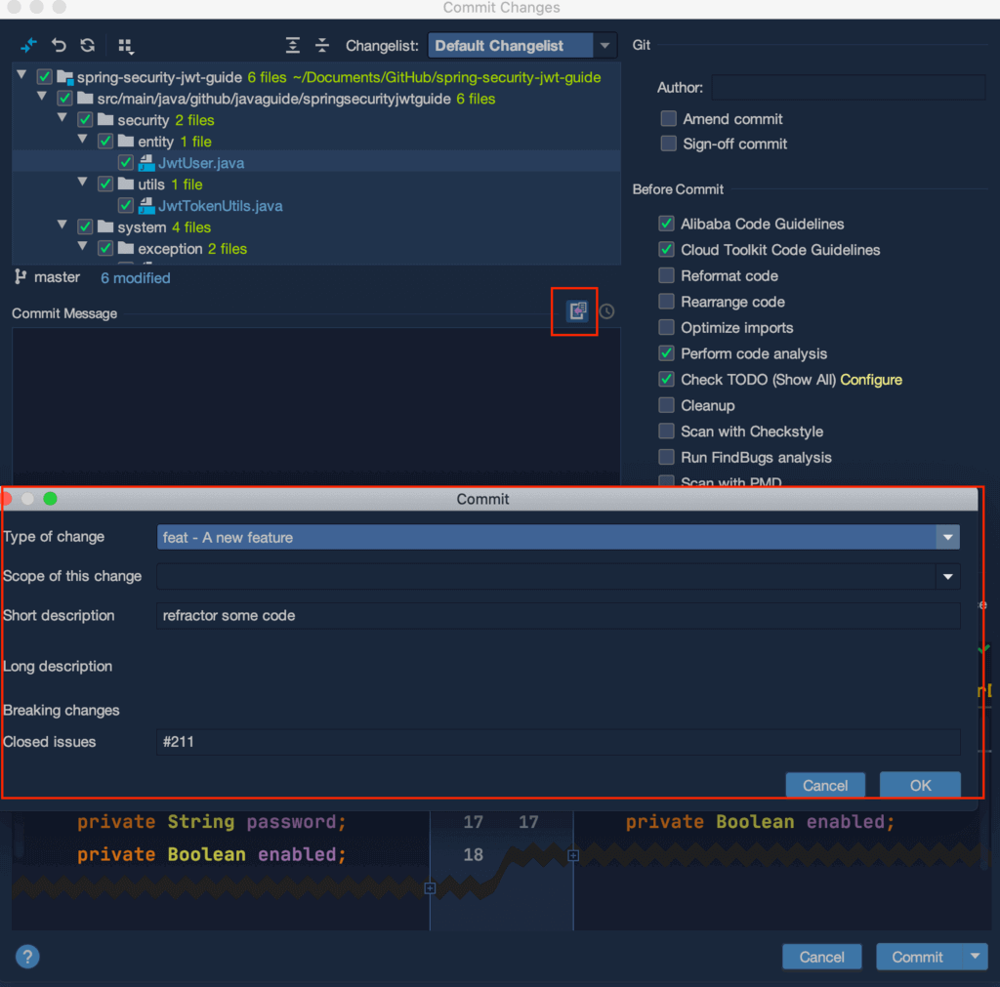 Commit Changes
Changelist: Default Changelist
spring-security-jwt-guide 6 files ~/Documents/GitHub/spring-security-jwt-guide
src/main/java/github/javaguide/springsecurityjwtguide 6 files
security 2 files
entity 1 file
JwtUser.java
utils 1 file
JwtTokenUtils.java
system 4 files
exception 2 files
master 6 modified
Commit Message
Git
Author:
Amend commit
Sign-off commit
Before Commit
Alibaba Code Guidelines
Cloud Toolkit Code Guidelines
Reformat code
Rearrange code
Optimize imports
Perform code analysis
Check TODO (Show All) Configure
Cleanup
Scan with Checkstyle
Run FindBugs analysis
Scan with PMD
Commit
Type of change feat - A new feature
Scope of this change
Short description refractor some code
Long description
Breaking changes
Closed issues #211
Cancel OK
private String password; 17 17 private Boolean enabled;
private Boolean enabled; 18
? Cancel Commit